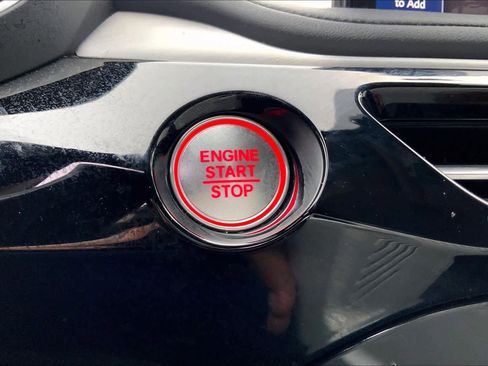 to Add
ENGINE
START
STOP